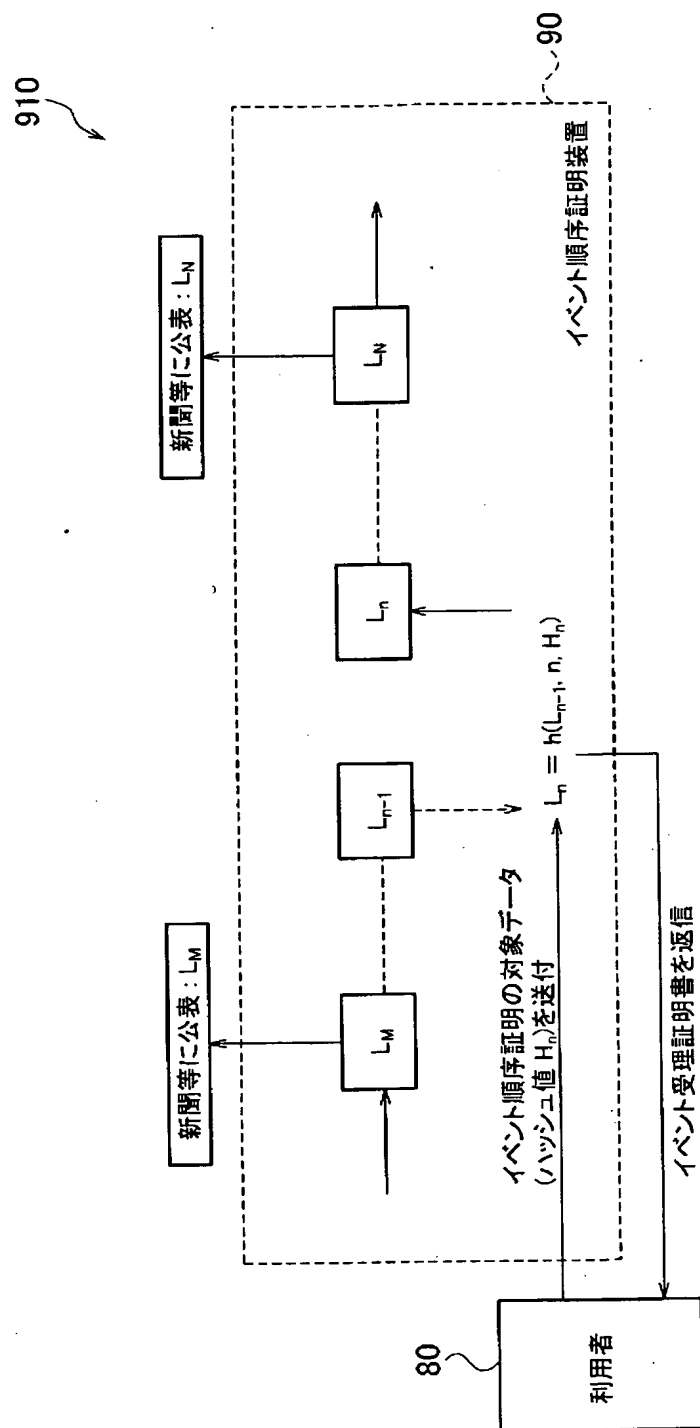 910
新聞等に公表：L_M
新聞等に公表：L_N
L_M
L_{n-1}
L_n
L_N
イベント順序証明の対象データ
(ハッシュ値 H_n)を送付
L_n = h(L_{n-1}, n, H_n)
イベント順序証明装置
90
80
利用者
イベント受理証明書を返信